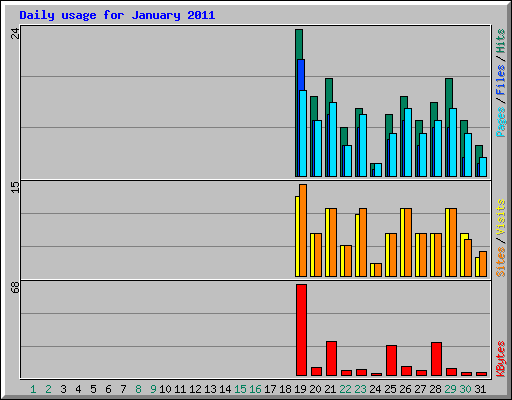 Daily usage for January 2011
24
Pages / Files / Hits
15
Sites / Visits
68
KBytes
1 2 3 4 5 6 7 8 9 10 11 12 13 14 15 16 17 18 19 20 21 22 23 24 25 26 27 28 29 30 31